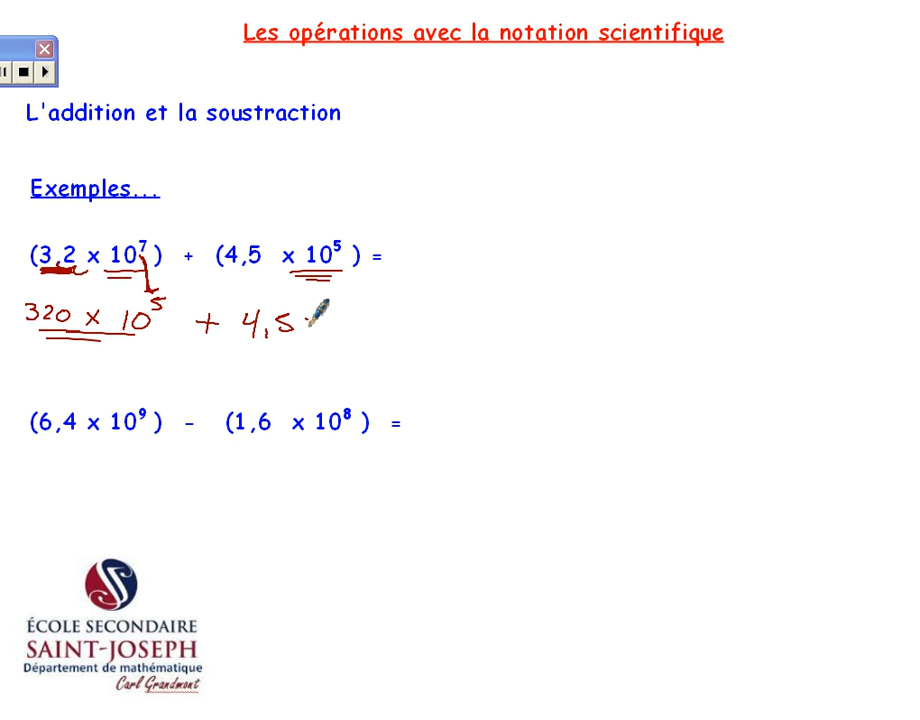 Les opérations avec la notation scientifique
L'addition et la soustraction
Exemples...
(3,2 x 10⁷ ) + (4,5 x 10⁵ ) =
320 x 10⁵ + 4,5
(6,4 x 10⁹ ) - (1,6 x 10⁸ ) =
ÉCOLE SECONDAIRE
SAINT-JOSEPH
Département de mathématique
Carl Grandmont